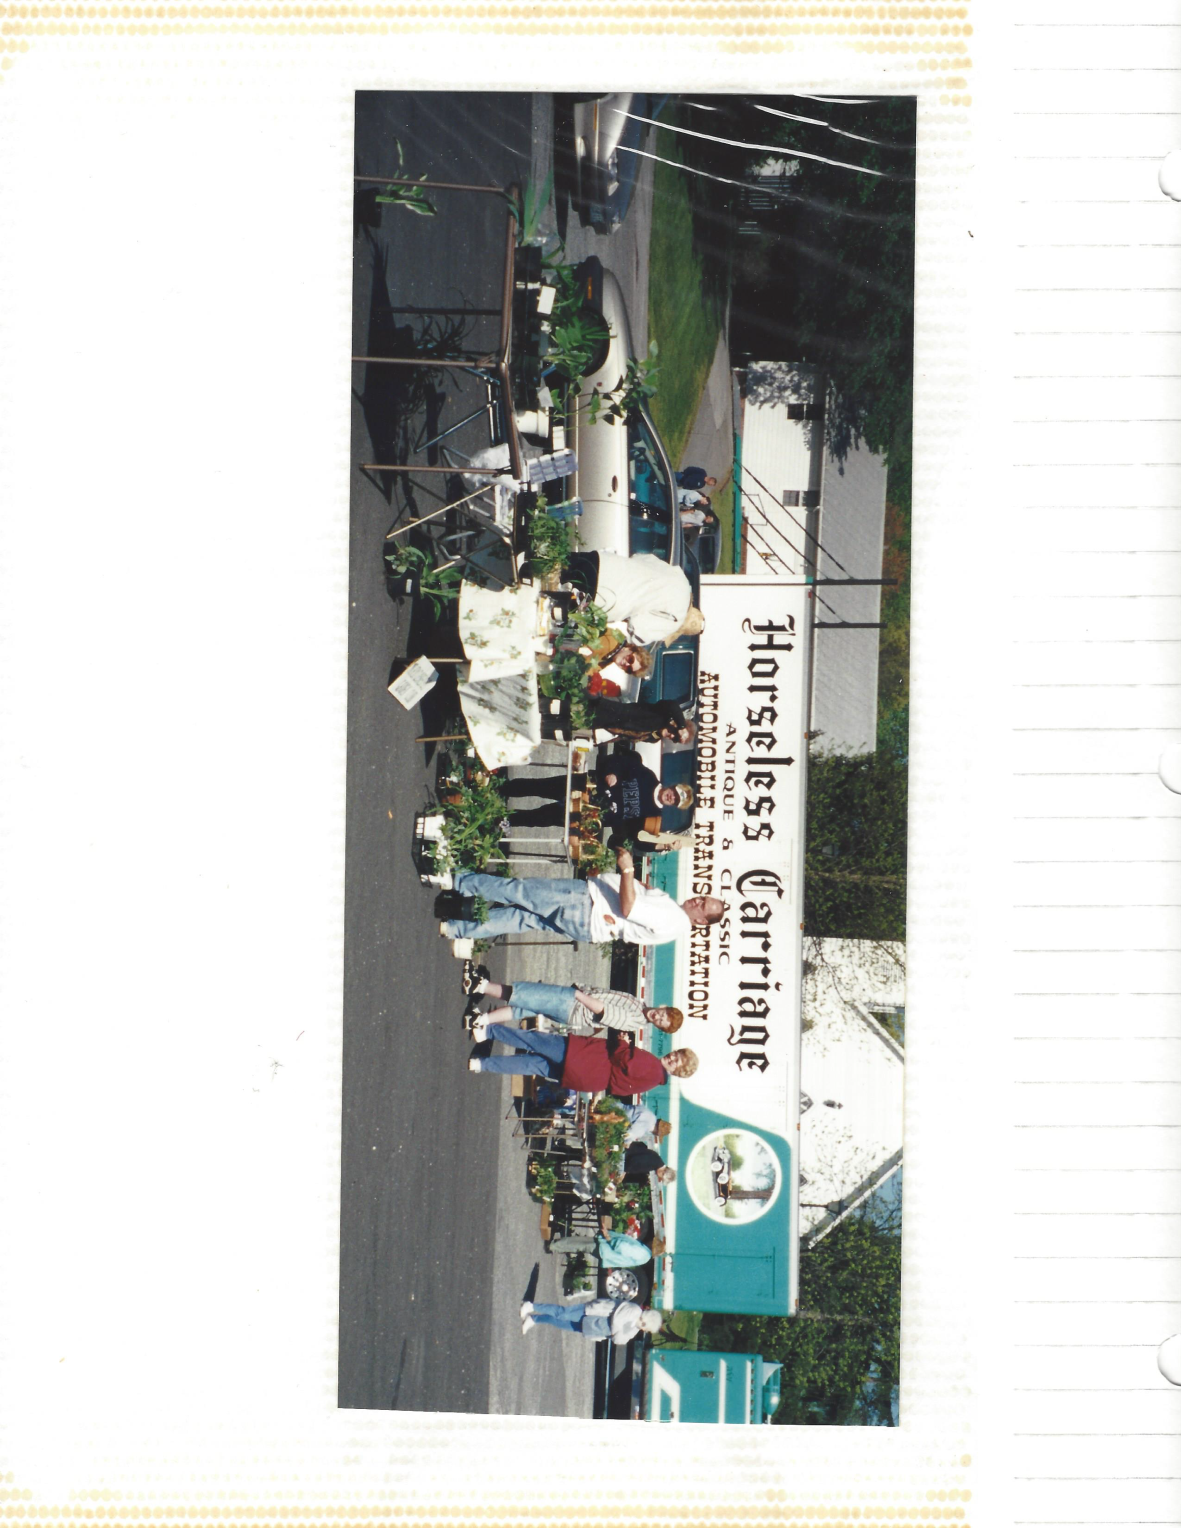 Horseless Carriage
ANTIQUE & CLASSIC
AUTOMOBILE TRANSPORTATION